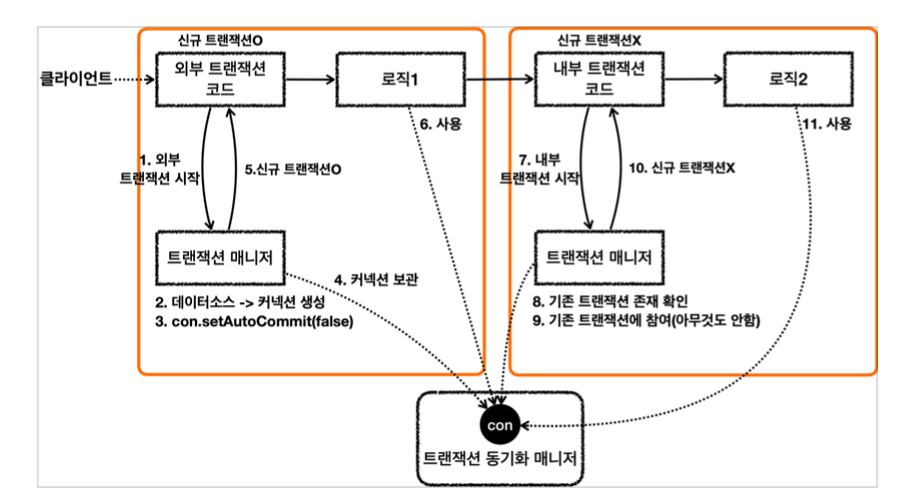 신규 트랜잭션O
클라이언트
외부 트랜잭션
코드
로직1
6. 사용
1. 외부
트랜잭션 시작
5.신규 트랜잭션O
트랜잭션 매니저
2. 데이터소스 -> 커넥션 생성
3. con.setAutoCommit(false)
4. 커넥션 보관
신규 트랜잭션X
내부 트랜잭션
코드
로직2
11. 사용
7. 내부
트랜잭션 시작
10. 신규 트랜잭션X
트랜잭션 매니저
8. 기존 트랜잭션 존재 확인
9. 기존 트랜잭션에 참여(아무것도 안함)
con
트랜잭션 동기화 매니저